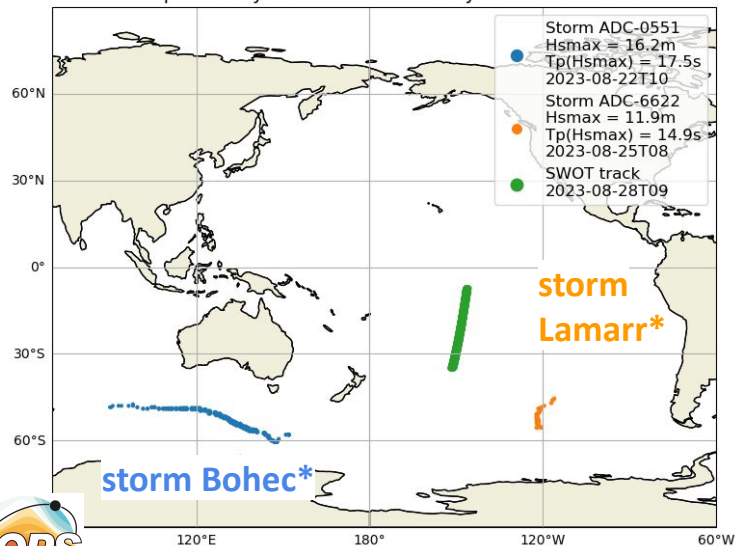 Storm ADC-0551
Hsmax = 16.2m
Tp(Hsmax) = 17.5s
2023-08-22T10
Storm ADC-6622
Hsmax = 11.9m
Tp(Hsmax) = 14.9s
2023-08-25T08
SWOT track
2023-08-28T09
60°N
30°N
0°
30°S
60°S
storm
Lamarr*
storm Bohec*
120°E
180°
120°W
60°W